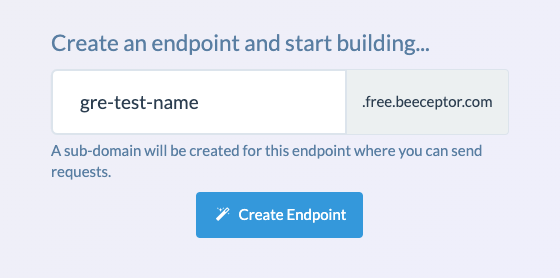 Create an endpoint and start building...
gre-test-name .free.beeceptor.com
A sub-domain will be created for this endpoint where you can send
requests.
Create Endpoint